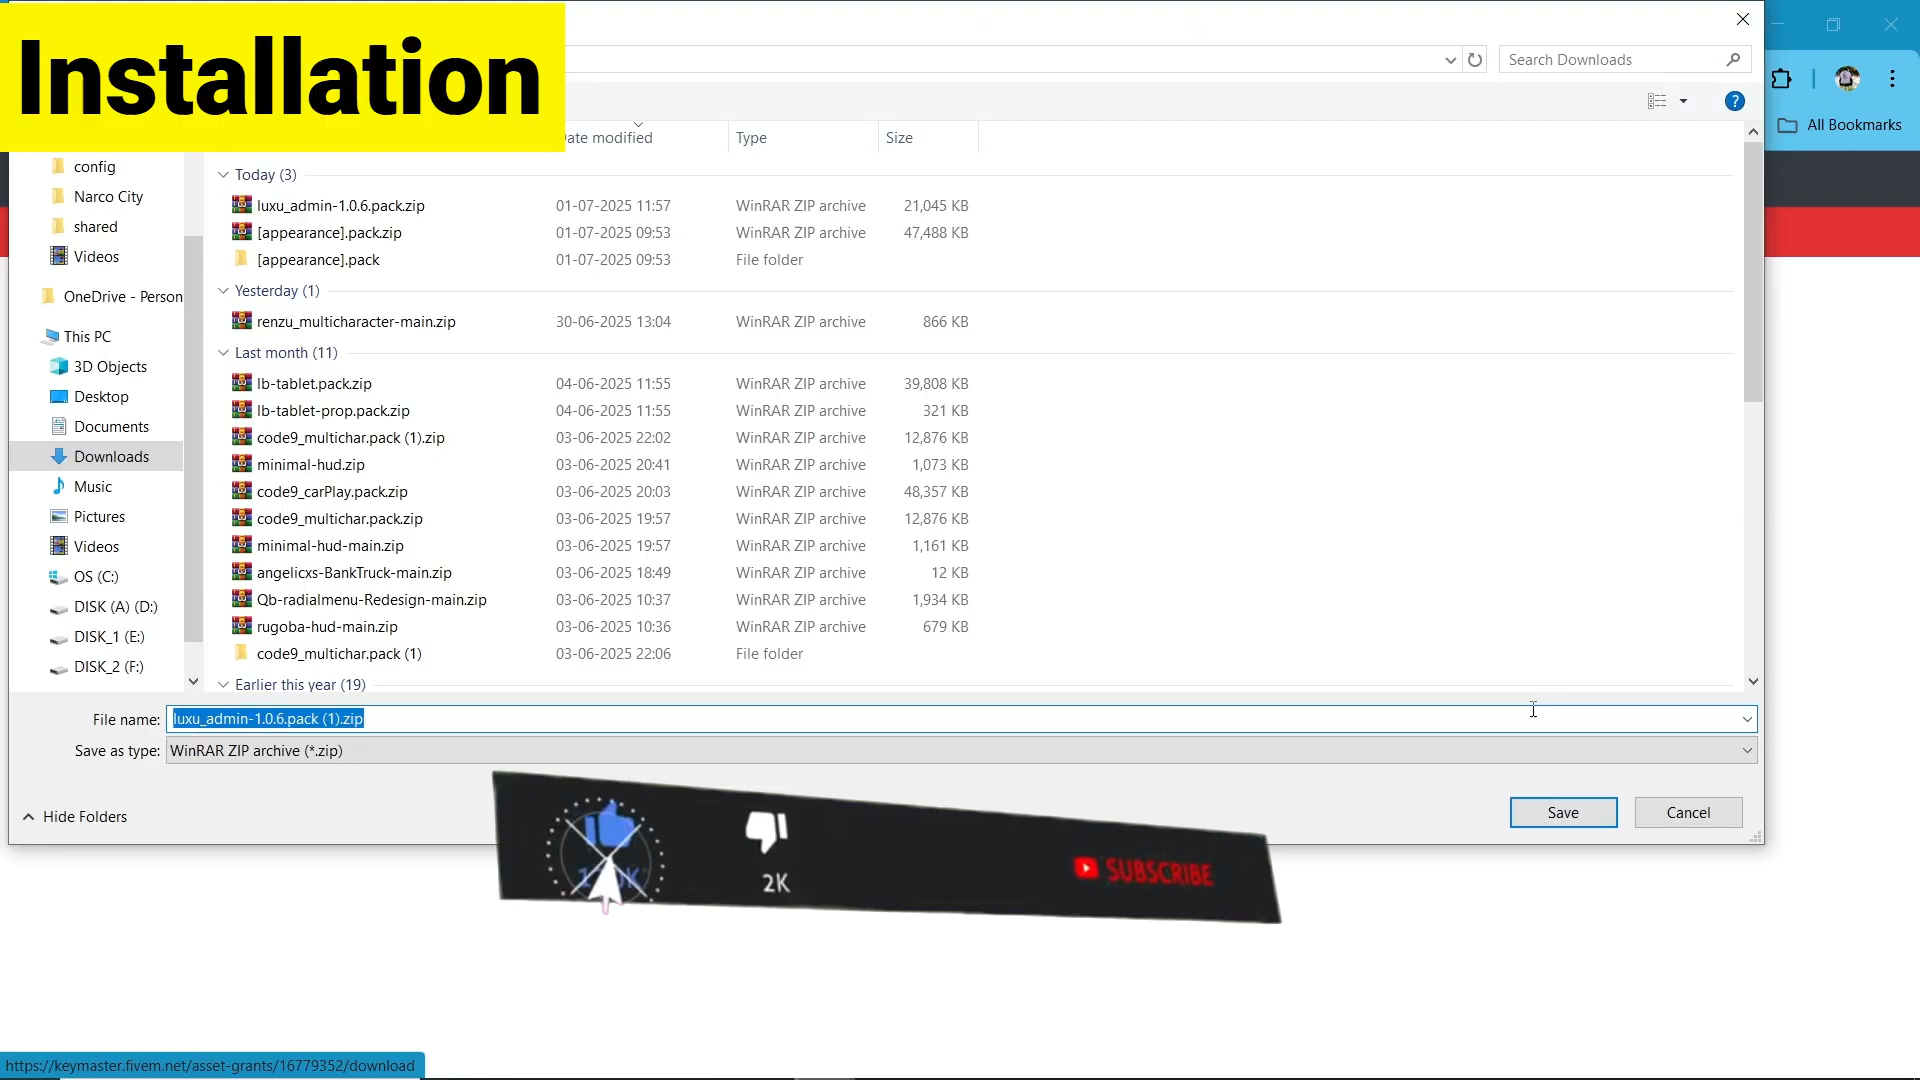 Installation
Search Downloads
?
All Bookmarks
Date modified
Type
Size
config
Narco City
shared
Videos
OneDrive - Person
This PC
3D Objects
Desktop
Documents
Downloads
Music
Pictures
Videos
OS (C:)
DISK (A) (D:)
DISK_1 (E:)
DISK_2 (F:)
Today (3)
luxu_admin-1.0.6.pack.zip 01-07-2025 11:57 WinRAR ZIP archive 21,045 KB
[appearance].pack.zip 01-07-2025 09:53 WinRAR ZIP archive 47,488 KB
[appearance].pack 01-07-2025 09:53 File folder
Yesterday (1)
renzu_multicharacter-main.zip 30-06-2025 13:04 WinRAR ZIP archive 866 KB
Last month (11)
lb-tablet.pack.zip 04-06-2025 11:55 WinRAR ZIP archive 39,808 KB
lb-tablet-prop.pack.zip 04-06-2025 11:55 WinRAR ZIP archive 321 KB
code9_multichar.pack (1).zip 03-06-2025 22:02 WinRAR ZIP archive 12,876 KB
minimal-hud.zip 03-06-2025 20:41 WinRAR ZIP archive 1,073 KB
code9_carPlay.pack.zip 03-06-2025 20:03 WinRAR ZIP archive 48,357 KB
code9_multichar.pack.zip 03-06-2025 19:57 WinRAR ZIP archive 12,876 KB
minimal-hud-main.zip 03-06-2025 19:57 WinRAR ZIP archive 1,161 KB
angelicxs-BankTruck-main.zip 03-06-2025 18:49 WinRAR ZIP archive 12 KB
Qb-radialmenu-Redesign-main.zip 03-06-2025 10:37 WinRAR ZIP archive 1,934 KB
rugoba-hud-main.zip 03-06-2025 10:36 WinRAR ZIP archive 679 KB
code9_multichar.pack (1) 03-06-2025 22:06 File folder
Earlier this year (19)
File name: luxu_admin-1.0.6.pack (1).zip
Save as type: WinRAR ZIP archive (*.zip)
Hide Folders
Save
Cancel
2K
SUBSCRIBE
https://keymaster.fivem.net/asset-grants/16779352/download